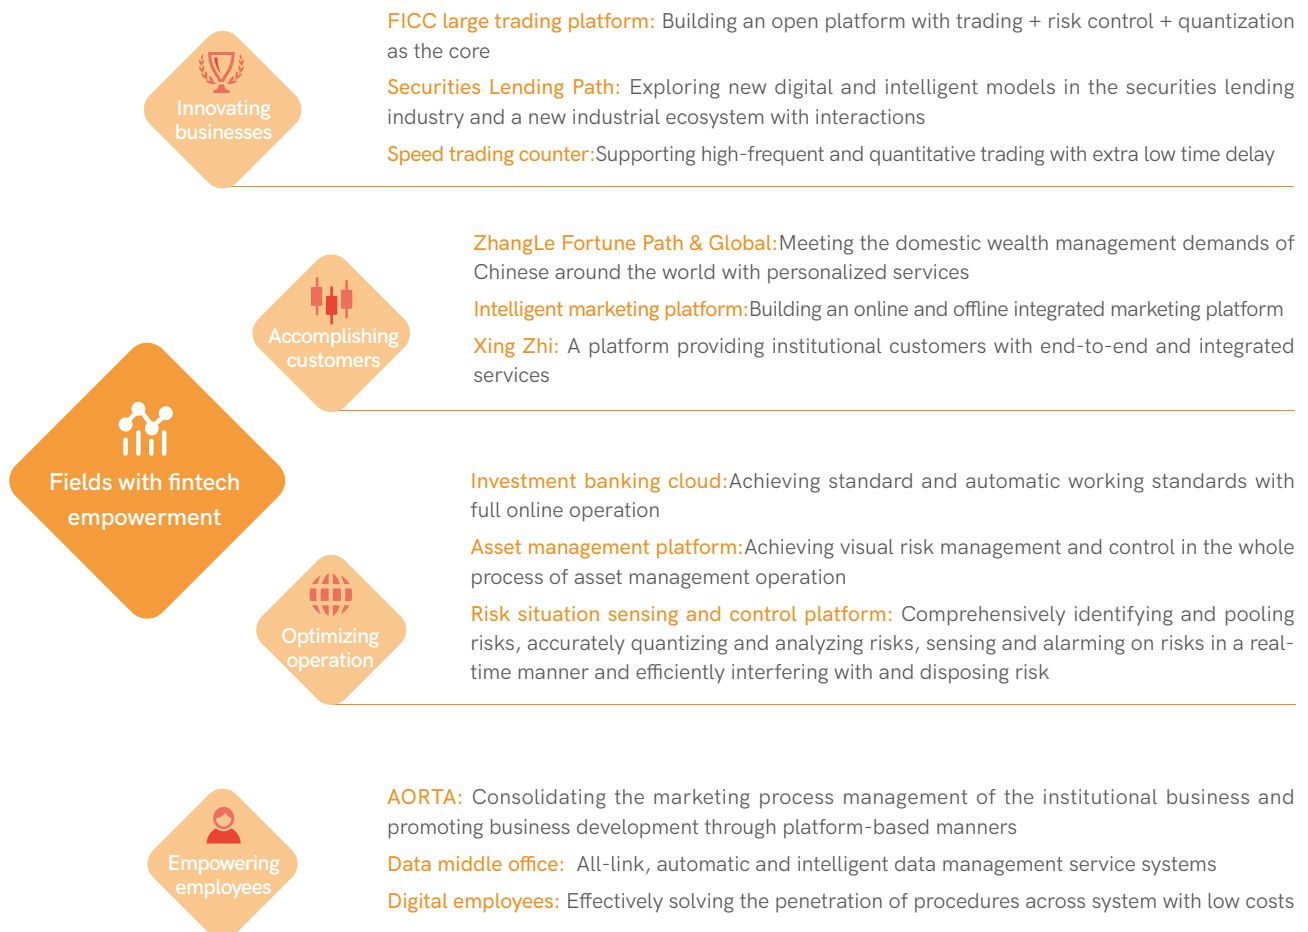 FICC large trading platform: Building an open platform with trading + risk control + quantization
as the core
Securities Lending Path: Exploring new digital and intelligent models in the securities lending
industry and a new industrial ecosystem with interactions
Speed trading counter:Supporting high-frequent and quantitative trading with extra low time delay
Innovating
businesses
ZhangLe Fortune Path & Global:Meeting the domestic wealth management demands of
Chinese around the world with personalized services
Intelligent marketing platform:Building an online and offline integrated marketing platform
Xing Zhi: A platform providing institutional customers with end-to-end and integrated
services
Accomplishing
customers
Fields with fintech
empowerment
Investment banking cloud:Achieving standard and automatic working standards with
full online operation
Asset management platform:Achieving visual risk management and control in the whole
process of asset management operation
Risk situation sensing and control platform: Comprehensively identifying and pooling
risks, accurately quantizing and analyzing risks, sensing and alarming on risks in a real-
time manner and efficiently interfering with and disposing risk
Optimizing
operation
AORTA: Consolidating the marketing process management of the institutional business and
promoting business development through platform-based manners
Data middle office: All-link, automatic and intelligent data management service systems
Digital employees: Effectively solving the penetration of procedures across system with low costs
Empowering
employees